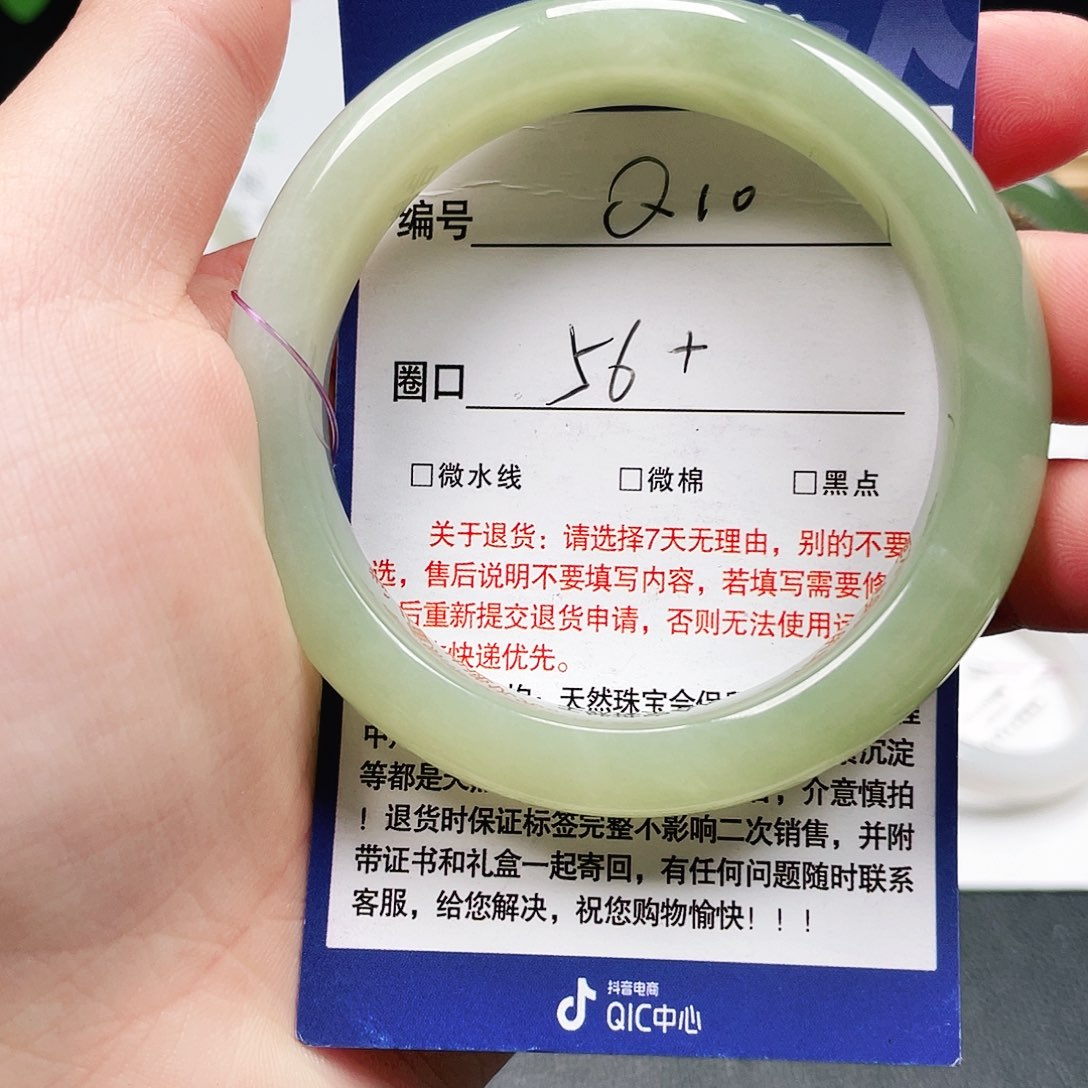 编号 Q10
圈口 56+
□微水线 □微棉 □黑点
关于退货：请选择7天无理由，别的不要
选，售后说明不要填写内容，若填写需要修
后重新提交退货申请，否则无法使用运
快递优先。
天然珠宝会保
沉淀
等都是天 ，介意慎拍
！退货时保证标签完整不影响二次销售，并附
带证书和礼盒一起寄回，有任何问题随时联系
客服，给您解决，祝您购物愉快！！！
抖音电商
QIC中心